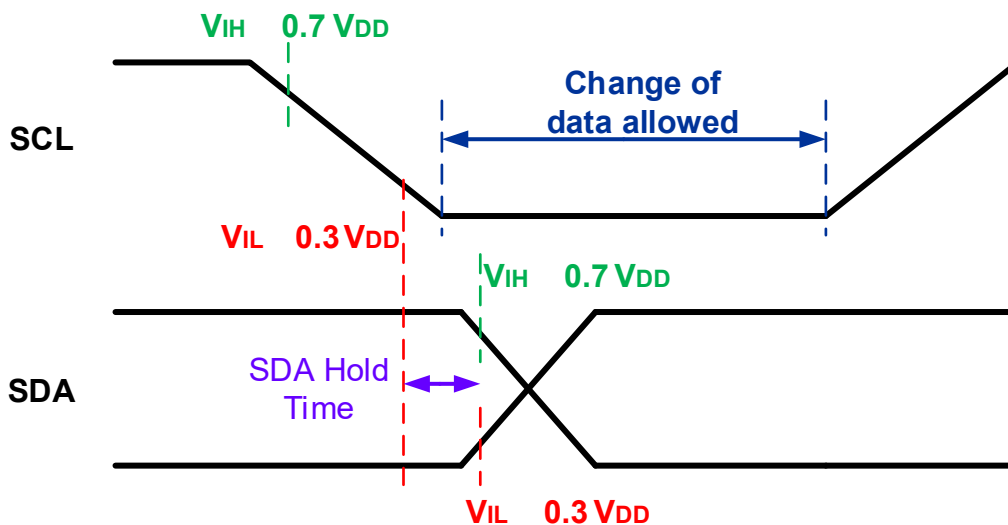 VIH 0.7 VDD
Change of
data allowed
SCL
VIL 0.3 VDD
VIH 0.7 VDD
SDA Hold
Time
SDA
VIL 0.3 VDD